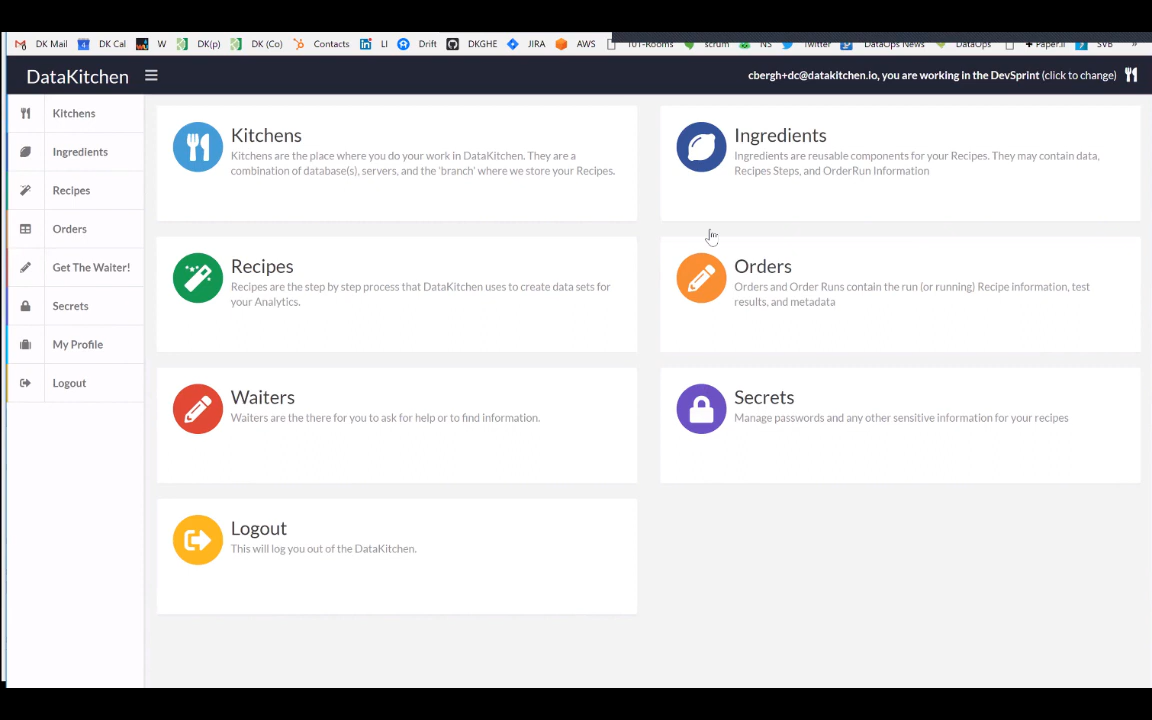 DK Mail DK Cal W DK(p) DK (Co) Contacts LI Drift DKGHE JIRA AWS 101-Rooms scrum NS Twitter DataOps News DataOps Paper.li SVB »
DataKitchen
cbergh+dc@datakitchen.io, you are working in the DevSprint (click to change)
Kitchens
Ingredients
Recipes
Orders
Get The Waiter!
Secrets
My Profile
Logout
Kitchens
Kitchens are the place where you do your work in DataKitchen. They are a
combination of database(s), servers, and the 'branch' where we store your Recipes.
Ingredients
Ingredients are reusable components for your Recipes. They may contain data,
Recipes Steps, and OrderRun Information
Recipes
Recipes are the step by step process that DataKitchen uses to create data sets for
your Analytics.
Orders
Orders and Order Runs contain the run (or running) Recipe information, test
results, and metadata
Waiters
Waiters are the there for you to ask for help or to find information.
Secrets
Manage passwords and any other sensitive information for your recipes
Logout
This will log you out of the DataKitchen.